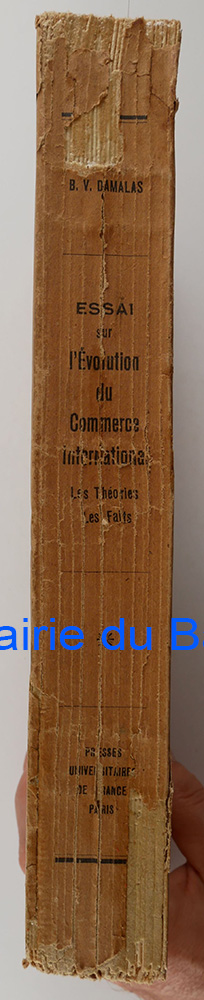 B. V. DAMALAS
ESSAI
sur
l'Évolution
du
Commerce
international
Les Théories
Les Faits
airie du B
PRESSES
UNIVERSITAIRES
DE FRANCE
PARIS